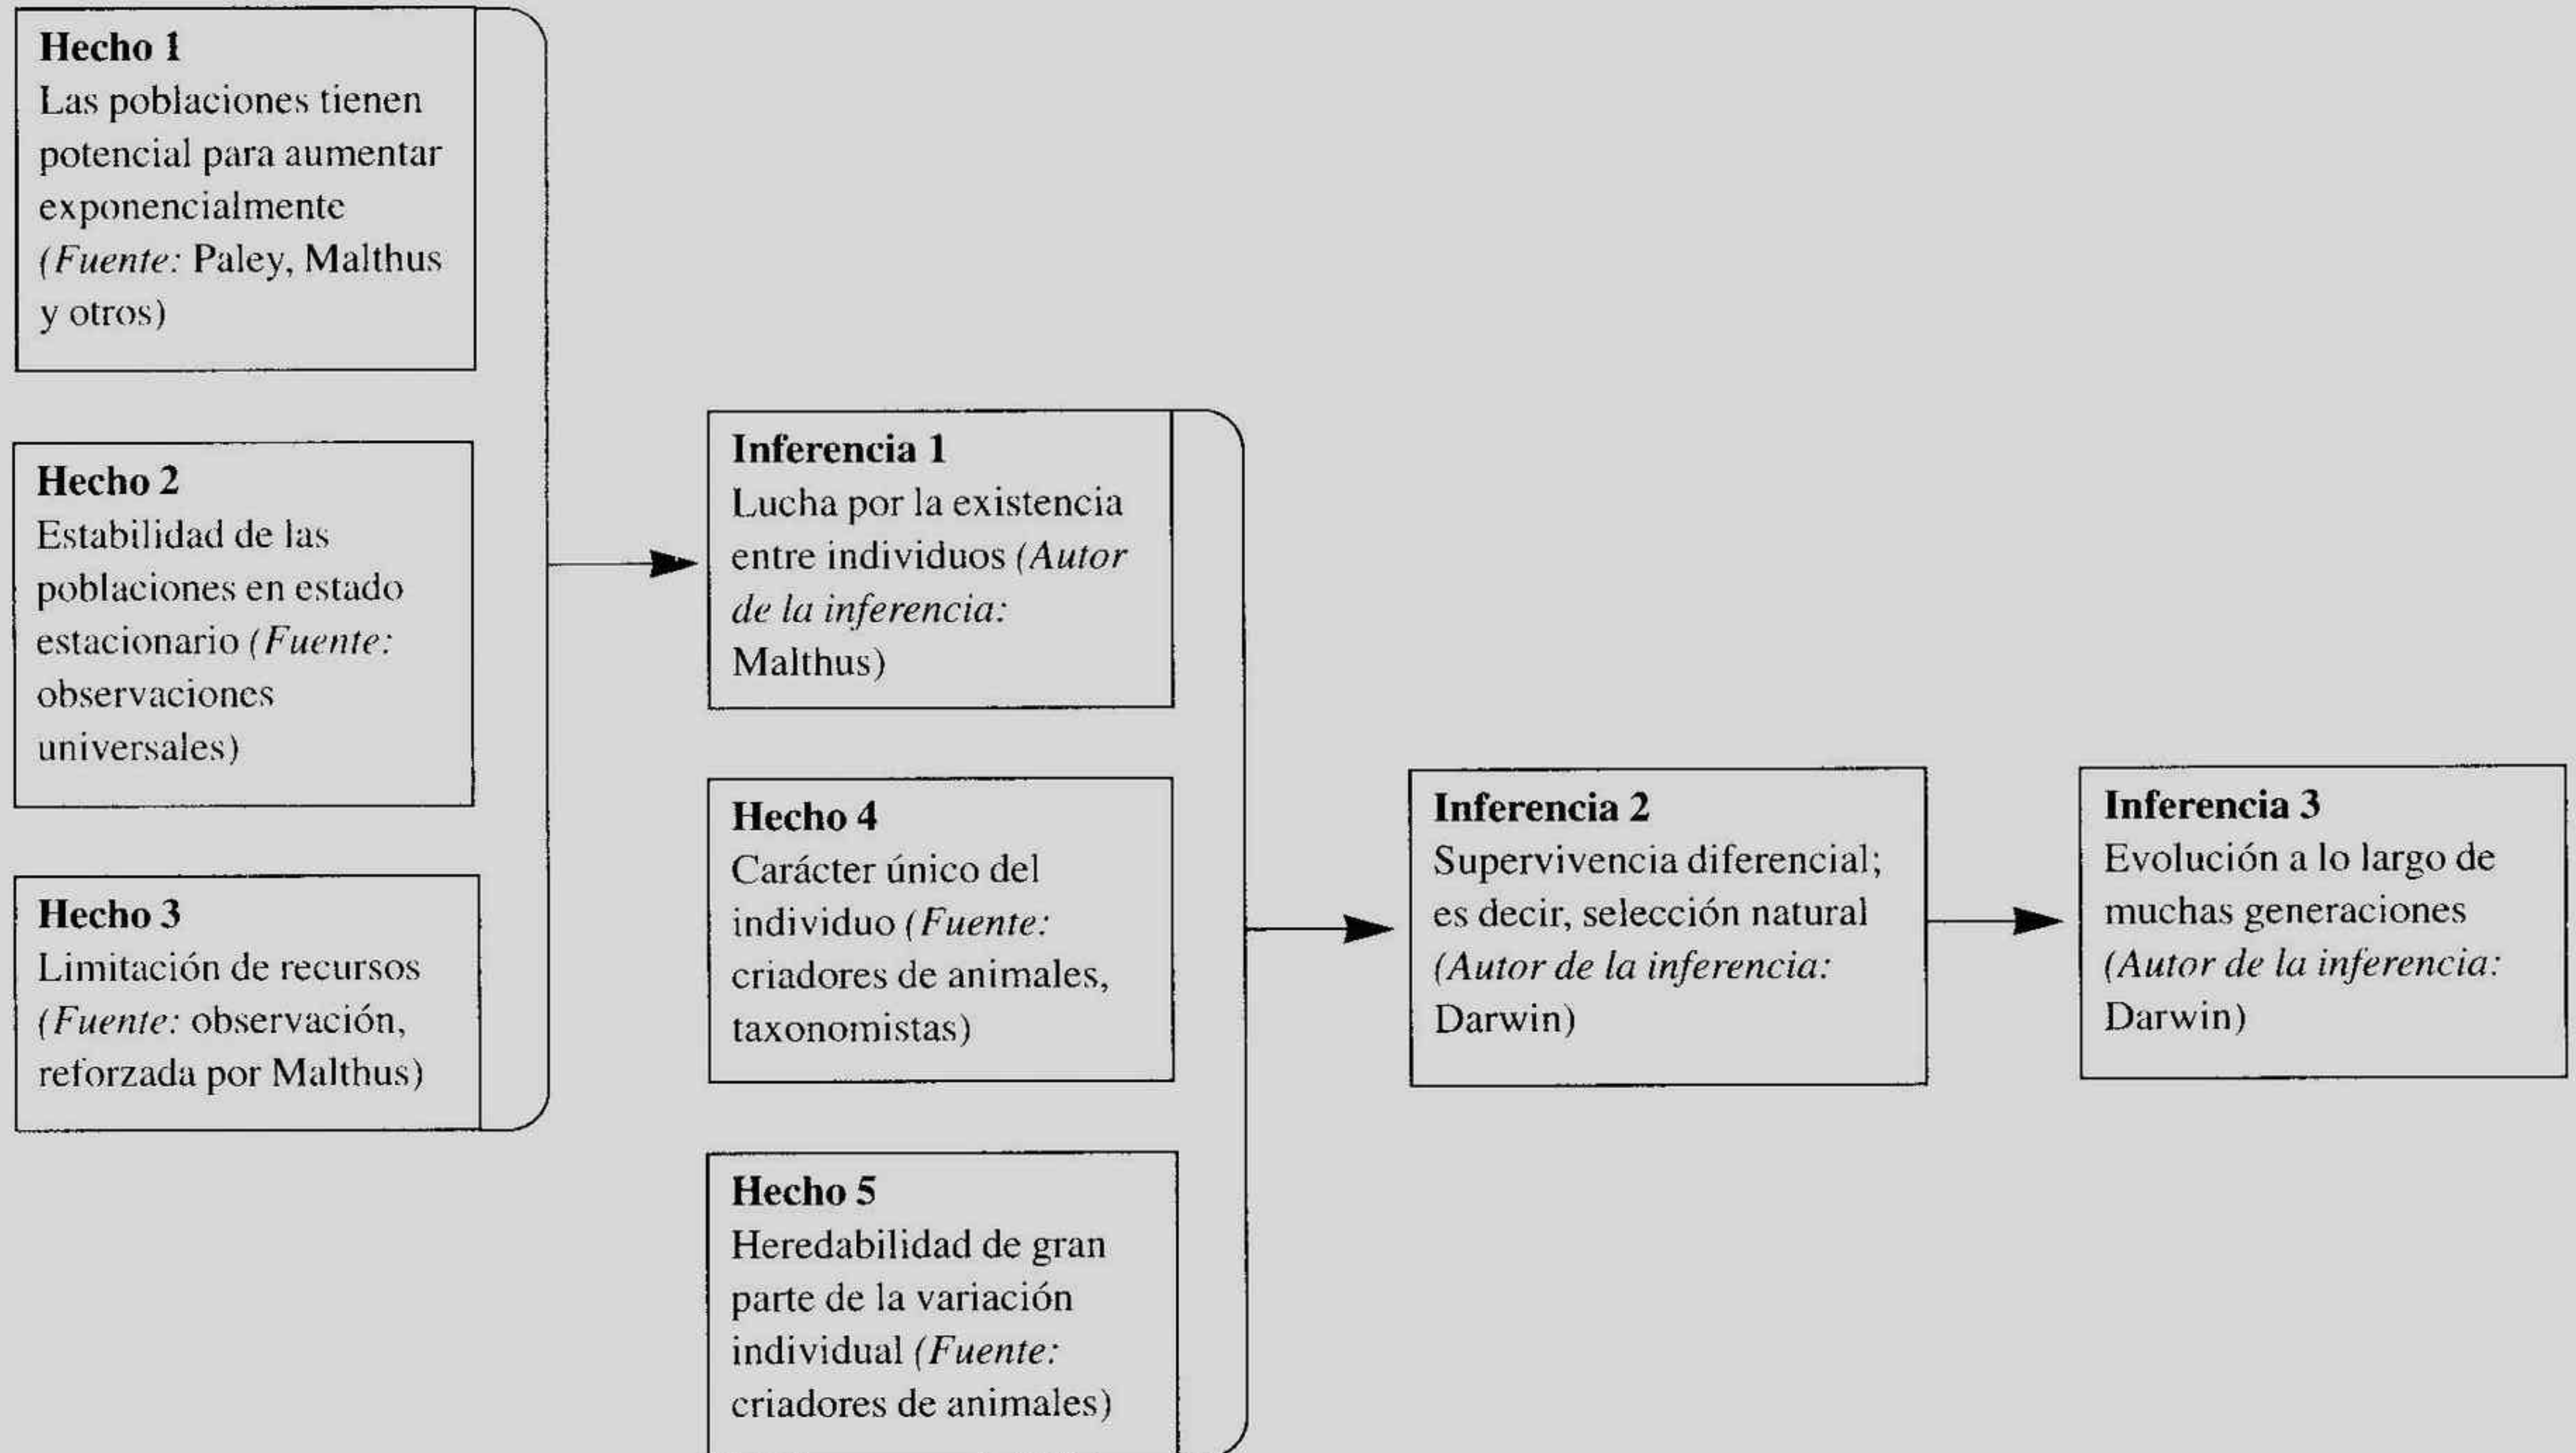 Hecho 1
Las poblaciones tienen
potencial para aumentar
exponencialmente
(Fuente: Paley, Malthus
y otros)
Hecho 2
Estabilidad de las
poblaciones en estado
estacionario (Fuente:
observaciones
universales)
Hecho 3
Limitación de recursos
(Fuente: observación,
reforzada por Malthus)
Inferencia 1
Lucha por la existencia
entre individuos (Autor
de la inferencia:
Malthus)
Hecho 4
Carácter único del
individuo (Fuente:
criadores de animales,
taxonomistas)
Hecho 5
Heredabilidad de gran
parte de la variación
individual (Fuente:
criadores de animales)
Inferencia 2
Supervivencia diferencial;
es decir, selección natural
(Autor de la inferencia:
Darwin)
Inferencia 3
Evolución a lo largo de
muchas generaciones
(Autor de la inferencia:
Darwin)